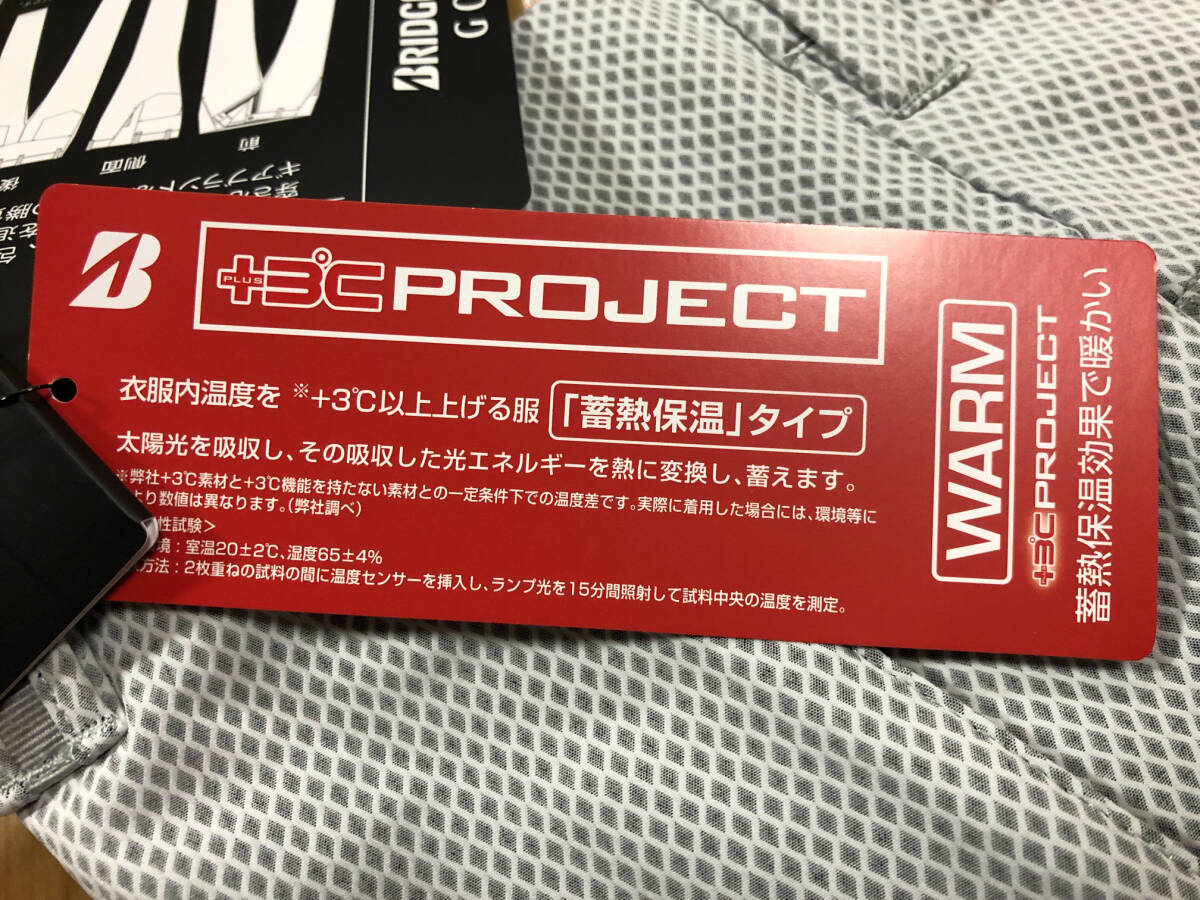 BRIDG
GO
前
側面
後
B
+3℃ PROJECT
PLUS
衣服内温度を ※+3℃以上上げる服 「蓄熱保温」タイプ
太陽光を吸収し、その吸収した光エネルギーを熱に変換し、蓄えます。
※弊社+3℃素材と+3℃機能を持たない素材との一定条件下での温度差です。実際に着用した場合には、環境等に
より数値は異なります。(弊社調べ)
性試験>
境:室温20±2℃、湿度65±4%
方法:2枚重ねの試料の間に温度センサーを挿入し、ランプ光を15分間照射して試料中央の温度を測定。
WARM
+3℃ PROJECT
蓄熱保温効果で暖かい